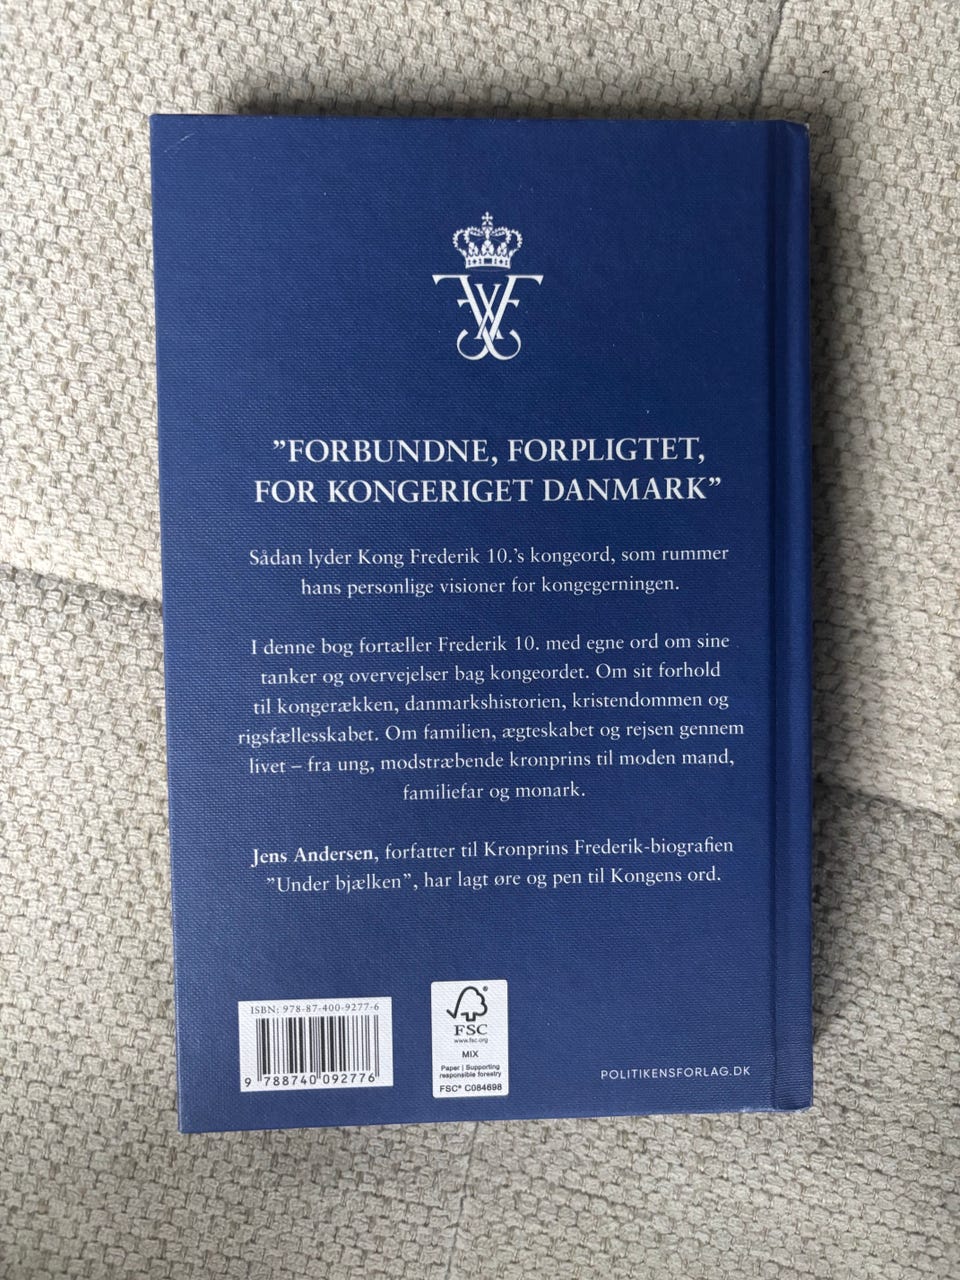 "FORBUNDNE, FORPLIGTET,
FOR KONGERIGET DANMARK"
Sådan lyder Kong Frederik 10.'s kongeord, som rummer
hans personlige visioner for kongegerningen.
I denne bog fortæller Frederik 10. med egne ord om sine
tanker og overvejelser bag kongeordet. Om sit forhold
til kongerækken, danmarkshistorien, kristendommen og
rigsfællesskabet. Om familien, ægteskabet og rejsen gennem
livet – fra ung, modstræbende kronprins til moden mand,
familiefar og monark.
Jens Andersen, forfatter til Kronprins Frederik-biografien
"Under bjælken", har lagt øre og pen til Kongens ord.
ISBN: 978-87-400-9277-6
9 788740 092776
FSC®
www.fsc.org
MIX
Paper | Supporting
responsible forestry
FSC® C084698
POLITIKENSFORLAG.DK